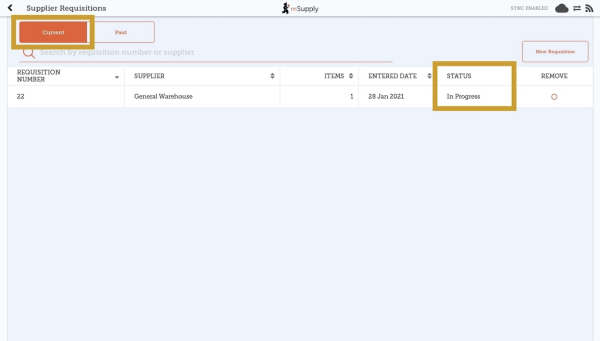 Supplier Requisitions
mSupply
SYNC ENABLED
Current
Past
Search by requisition number or supplier
New Requisition
REQUISITION NUMBER
SUPPLIER
ITEMS
ENTERED DATE
STATUS
REMOVE
22
General Warehouse
1
28 Jan 2021
In Progress